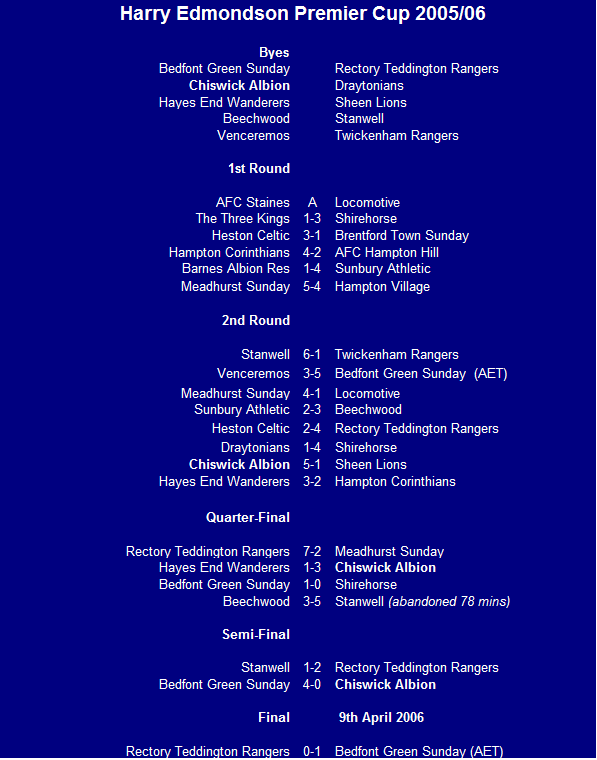 Harry Edmondson Premier Cup 2005/06
Byes
Bedfont Green Sunday Rectory Teddington Rangers
Chiswick Albion Draytonians
Hayes End Wanderers Sheen Lions
Beechwood Stanwell
Venceremos Twickenham Rangers
1st Round
AFC Staines A Locomotive
The Three Kings 1-3 Shirehorse
Heston Celtic 3-1 Brentford Town Sunday
Hampton Corinthians 4-2 AFC Hampton Hill
Barnes Albion Res 1-4 Sunbury Athletic
Meadhurst Sunday 5-4 Hampton Village
2nd Round
Stanwell 6-1 Twickenham Rangers
Venceremos 3-5 Bedfont Green Sunday (AET)
Meadhurst Sunday 4-1 Locomotive
Sunbury Athletic 2-3 Beechwood
Heston Celtic 2-4 Rectory Teddington Rangers
Draytonians 1-4 Shirehorse
Chiswick Albion 5-1 Sheen Lions
Hayes End Wanderers 3-2 Hampton Corinthians
Quarter-Final
Rectory Teddington Rangers 7-2 Meadhurst Sunday
Hayes End Wanderers 1-3 Chiswick Albion
Bedfont Green Sunday 1-0 Shirehorse
Beechwood 3-5 Stanwell (abandoned 78 mins)
Semi-Final
Stanwell 1-2 Rectory Teddington Rangers
Bedfont Green Sunday 4-0 Chiswick Albion
Final 9th April 2006
Rectory Teddington Rangers 0-1 Bedfont Green Sunday (AET)